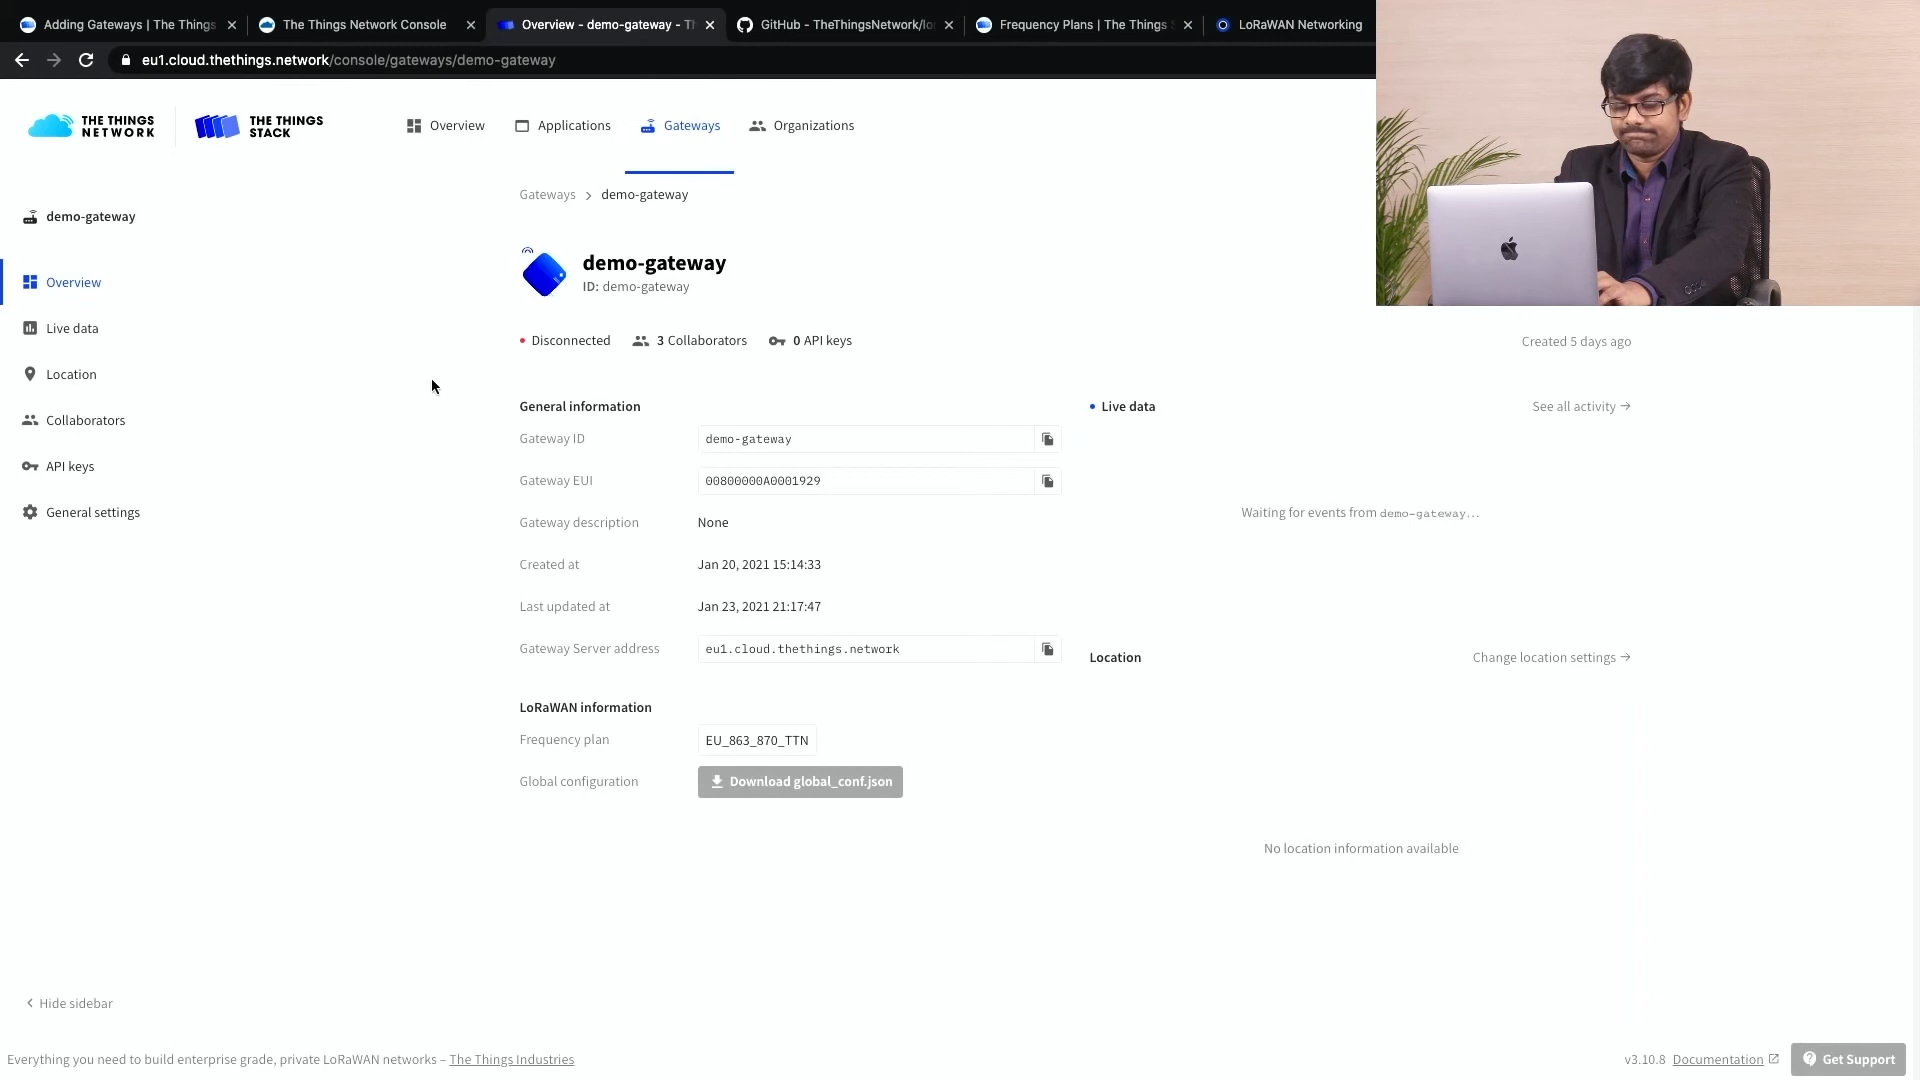 Adding Gateways | The Things
The Things Network Console
Overview - demo-gateway - Th
GitHub - TheThingsNetwork/lo
Frequency Plans | The Things S
LoRaWAN Networking
eu1.cloud.thethings.network/console/gateways/demo-gateway
THE THINGS
NETWORK
THE THINGS
STACK
Overview
Applications
Gateways
Organizations
Gateways > demo-gateway
demo-gateway
demo-gateway
ID: demo-gateway
Overview
Live data
Location
Collaborators
API keys
General settings
Disconnected
3 Collaborators
0 API keys
Created 5 days ago
General information
Gateway ID
demo-gateway
Gateway EUI
00800000A0001929
Gateway description
None
Created at
Jan 20, 2021 15:14:33
Last updated at
Jan 23, 2021 21:17:47
Gateway Server address
eu1.cloud.thethings.network
LoRaWAN information
Frequency plan
EU_863_870_TTN
Global configuration
Download global_conf.json
Live data
See all activity →
Waiting for events from demo-gateway...
Location
Change location settings →
No location information available
< Hide sidebar
Everything you need to build enterprise grade, private LoRaWAN networks – The Things Industries
v3.10.8 Documentation
Get Support